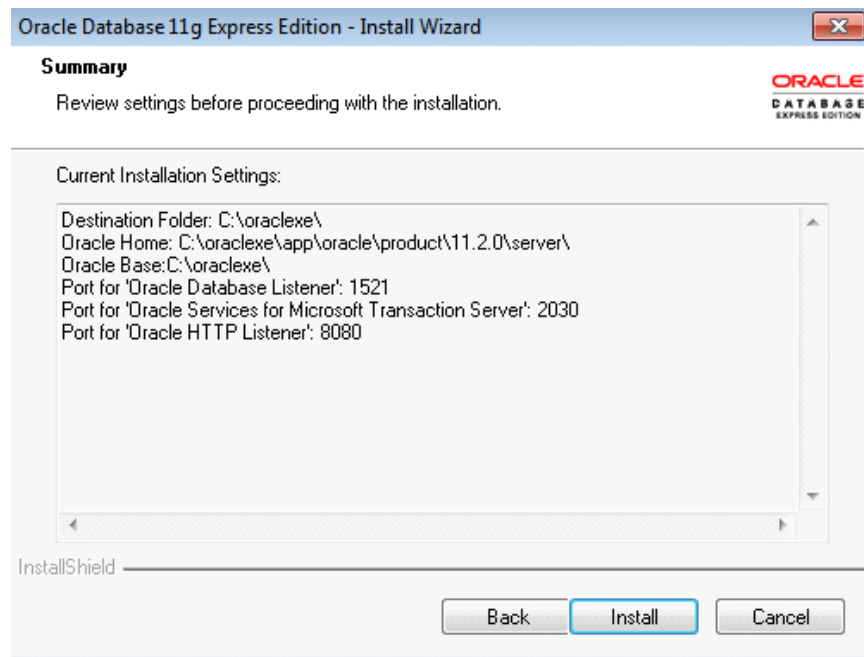 Oracle Database 11g Express Edition - Install Wizard
Summary
Review settings before proceeding with the installation.
ORACLE
DATABASE
EXPRESS EDITION
Current Installation Settings:
Destination Folder: C:\oraclexe\
Oracle Home: C:\oraclexe\app\oracle\product\11.2.0\server\
Oracle Base:C:\oraclexe\
Port for 'Oracle Database Listener': 1521
Port for 'Oracle Services for Microsoft Transaction Server': 2030
Port for 'Oracle HTTP Listener': 8080
InstallShield
Back Install Cancel